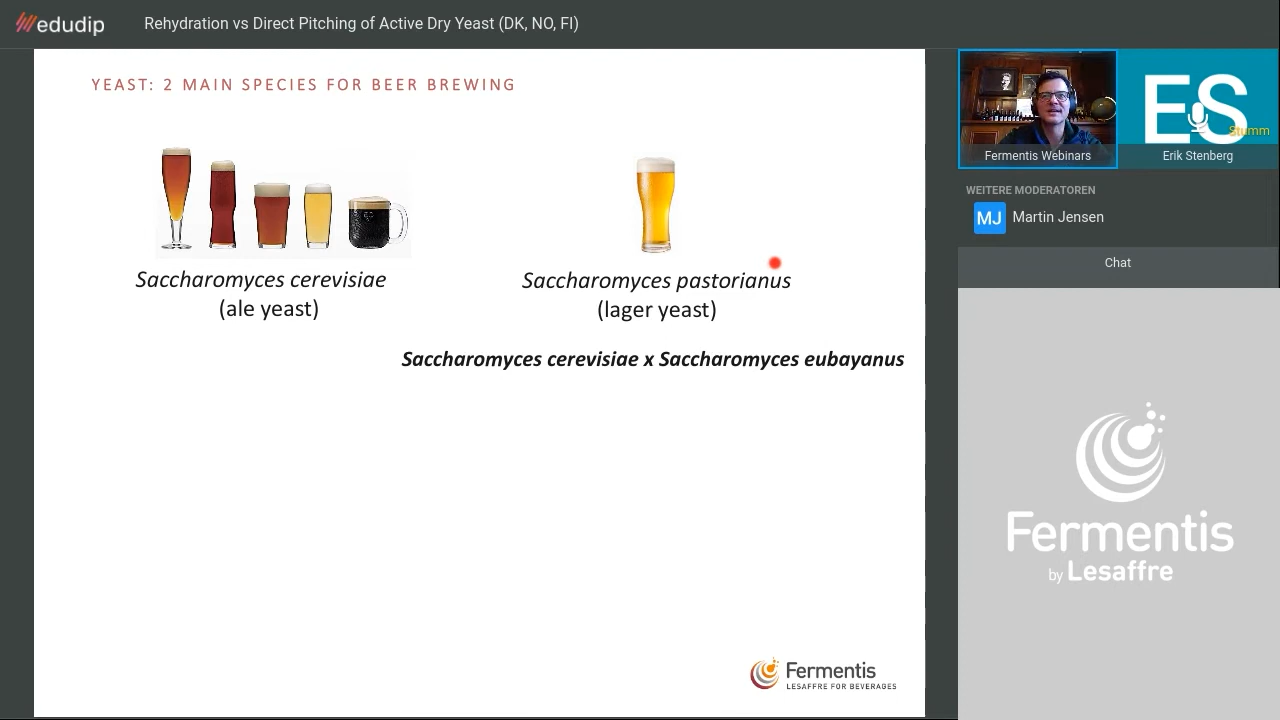 edudip
Rehydration vs Direct Pitching of Active Dry Yeast (DK, NO, FI)
YEAST: 2 MAIN SPECIES FOR BEER BREWING
Saccharomyces cerevisiae
(ale yeast)
Saccharomyces pastorianus
(lager yeast)
Saccharomyces cerevisiae x Saccharomyces eubayanus
Fermentis
LESAFFRE FOR BEVERAGES
Fermentis Webinars
ES
Stumm
Erik Stenberg
WEITERE MODERATOREN
MJ
Martin Jensen
Chat
Fermentis
by Lesaffre